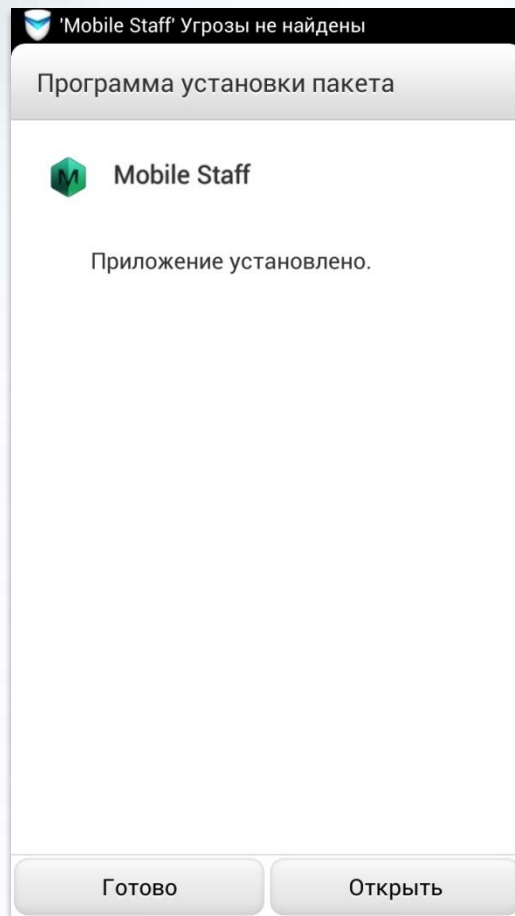 'Mobile Staff' Угрозы не найдены
Программа установки пакета
M
Mobile Staff
Приложение установлено.
Готово
Открыть